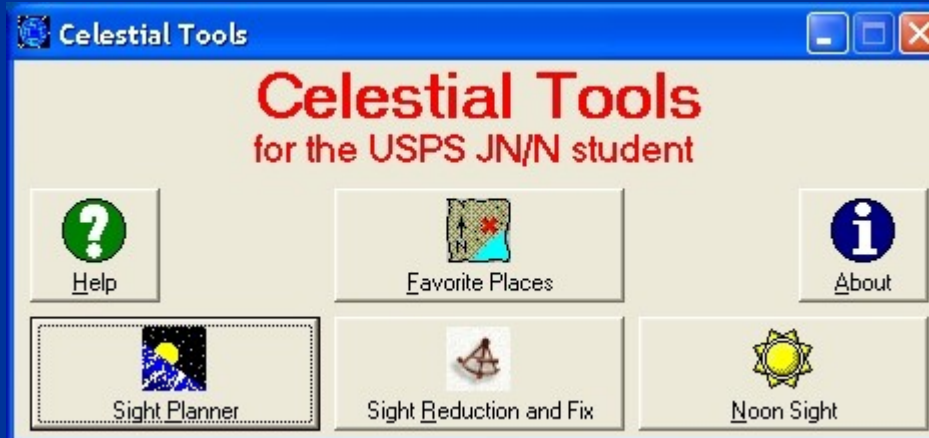 Celestial Tools
Celestial Tools
for the USPS JN/N student
Help
Favorite Places
About
Sight Planner
Sight Reduction and Fix
Noon Sight